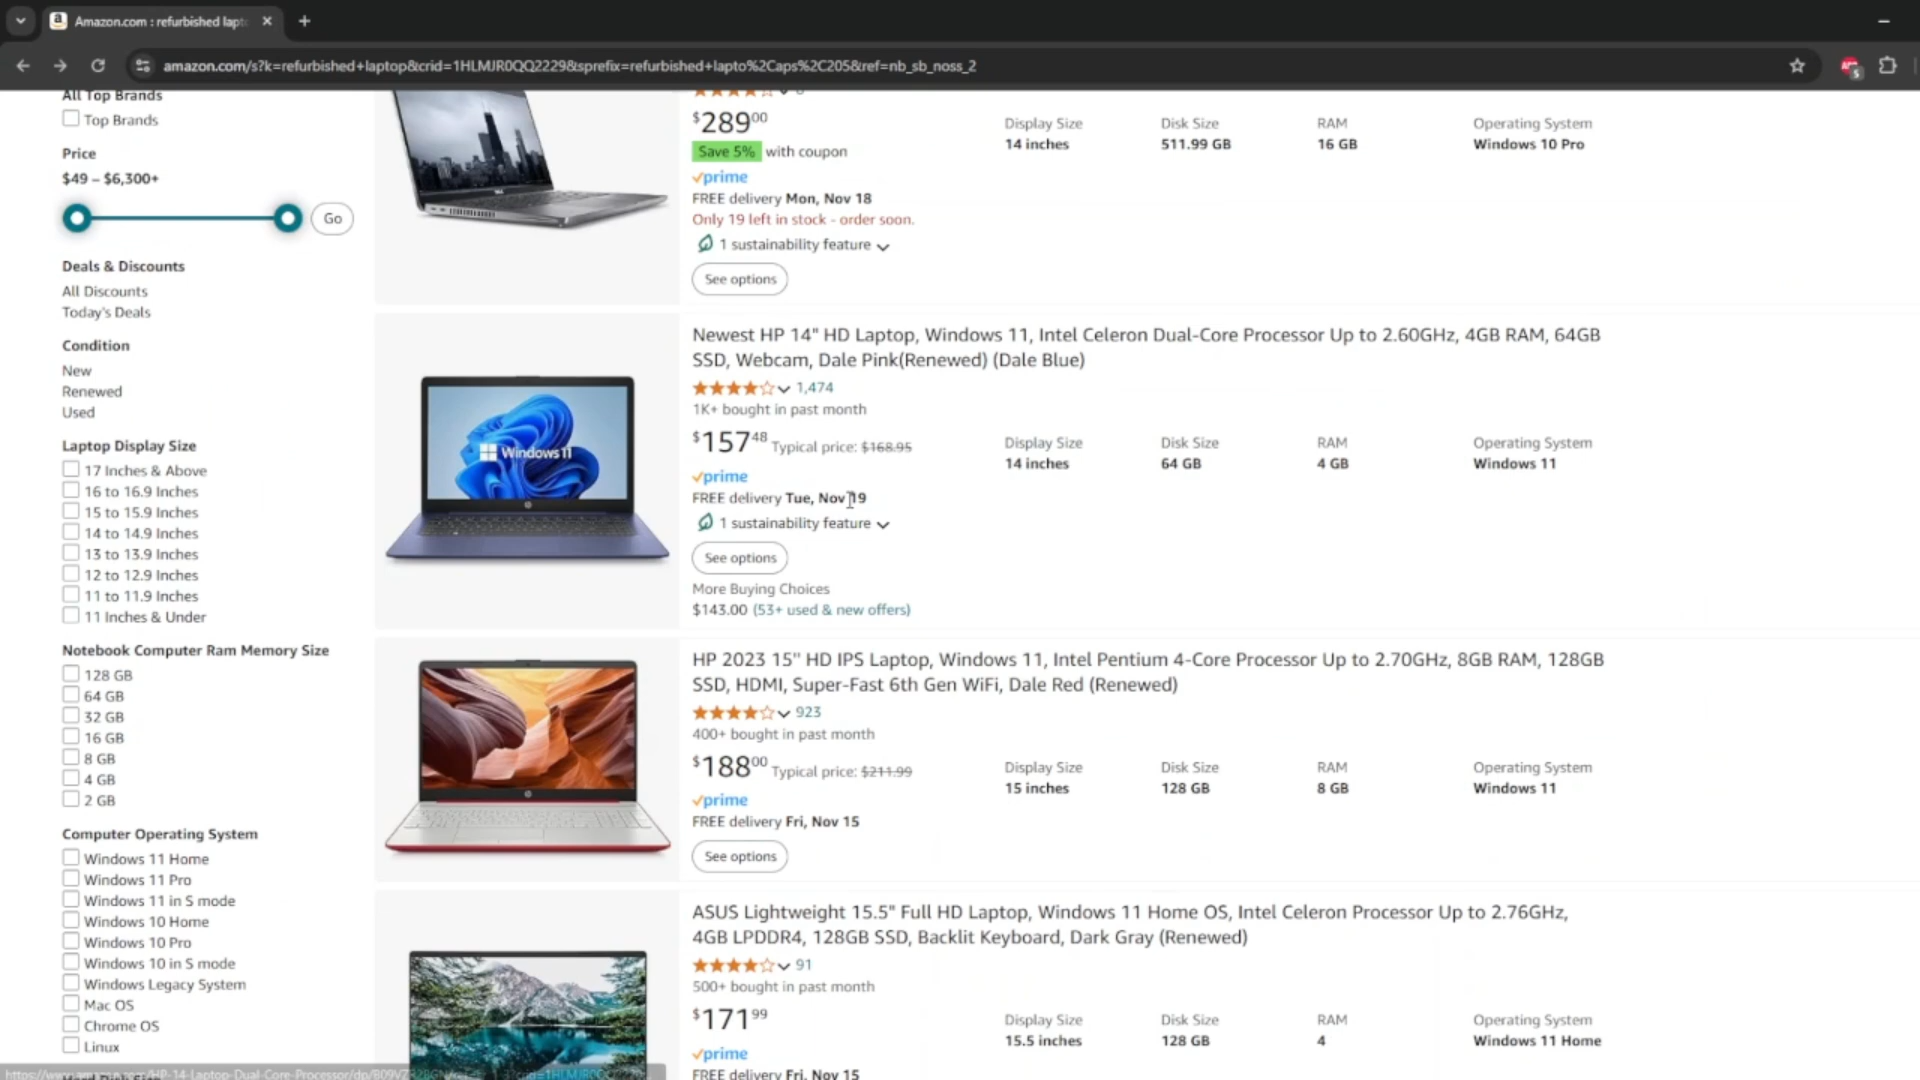 Amazon.com : refurbished lapt
amazon.com/s?k=refurbished+laptop&crid=1HLMJR0QQ2229&sprefix=refurbished+lapto%2Caps%2C205&ref=nb_sb_noss_2
All Top Brands
Top Brands
Price
$49 – $6,300+
Go
Deals & Discounts
All Discounts
Today's Deals
Condition
New
Renewed
Used
Laptop Display Size
17 Inches & Above
16 to 16.9 Inches
15 to 15.9 Inches
14 to 14.9 Inches
13 to 13.9 Inches
12 to 12.9 Inches
11 to 11.9 Inches
11 Inches & Under
Notebook Computer Ram Memory Size
128 GB
64 GB
32 GB
16 GB
8 GB
4 GB
2 GB
Computer Operating System
Windows 11 Home
Windows 11 Pro
Windows 11 in S mode
Windows 10 Home
Windows 10 Pro
Windows 10 in S mode
Windows Legacy System
Mac OS
Chrome OS
Linux
$289.00
Save 5% with coupon
prime
FREE delivery Mon, Nov 18
Only 19 left in stock - order soon.
1 sustainability feature
See options
Display Size Disk Size RAM Operating System
14 inches 511.99 GB 16 GB Windows 10 Pro
Newest HP 14" HD Laptop, Windows 11, Intel Celeron Dual-Core Processor Up to 2.60GHz, 4GB RAM, 64GB
SSD, Webcam, Dale Pink(Renewed) (Dale Blue)
1,474
1K+ bought in past month
$157.48 Typical price: $168.95
prime
FREE delivery Tue, Nov 19
1 sustainability feature
See options
More Buying Choices
$143.00 (53+ used & new offers)
Display Size Disk Size RAM Operating System
14 inches 64 GB 4 GB Windows 11
Windows 11
HP 2023 15" HD IPS Laptop, Windows 11, Intel Pentium 4-Core Processor Up to 2.70GHz, 8GB RAM, 128GB
SSD, HDMI, Super-Fast 6th Gen WiFi, Dale Red (Renewed)
923
400+ bought in past month
$188.00 Typical price: $211.99
prime
FREE delivery Fri, Nov 15
See options
Display Size Disk Size RAM Operating System
15 inches 128 GB 8 GB Windows 11
ASUS Lightweight 15.5" Full HD Laptop, Windows 11 Home OS, Intel Celeron Processor Up to 2.76GHz,
4GB LPDDR4, 128GB SSD, Backlit Keyboard, Dark Gray (Renewed)
91
500+ bought in past month
$171.99
prime
FREE delivery Fri, Nov 15
Display Size Disk Size RAM Operating System
15.5 inches 128 GB 4 Windows 11 Home